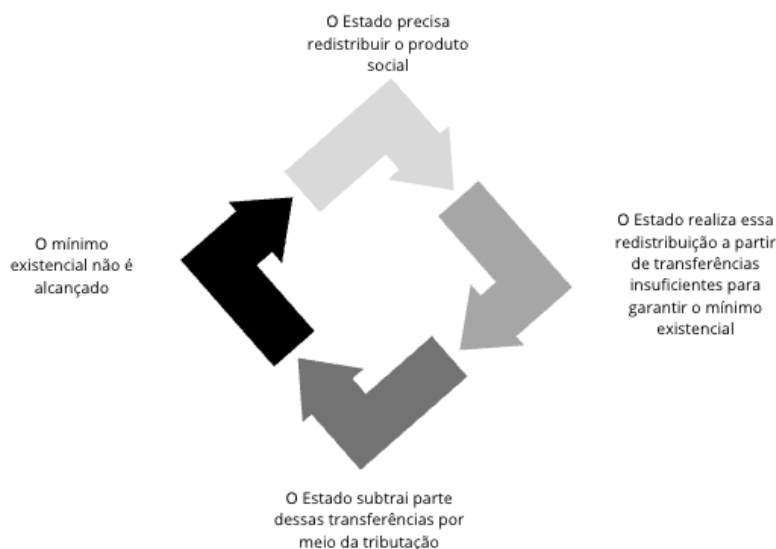 O Estado precisa
redistribuir o produto
social
O Estado realiza essa
redistribuição a partir
de transferências
insuficientes para
garantir o mínimo
existencial
O Estado subtrai parte
dessas transferências por
meio da tributação
O mínimo
existencial não é
alcançado